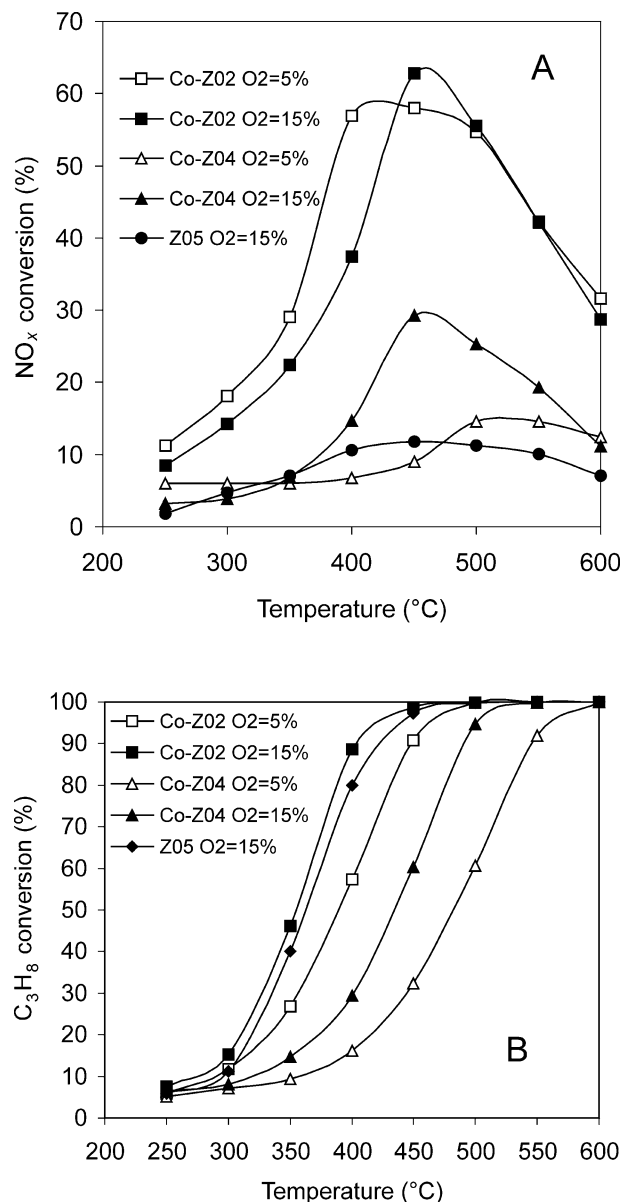 70
60
50
40
30
20
10
0
NOx conversion (%)
A
Co-Z02 O2=5%
Co-Z02 O2=15%
Co-Z04 O2=5%
Co-Z04 O2=15%
Z05 O2=15%
200 300 400 500 600
Temperature (°C)
100
90
80
70
60
50
40
30
20
10
0
C3H8 conversion (%)
Co-Z02 O2=5%
Co-Z02 O2=15%
Co-Z04 O2=5%
Co-Z04 O2=15%
Z05 O2=15%
B
200 250 300 350 400 450 500 550 600
Temperature (°C)